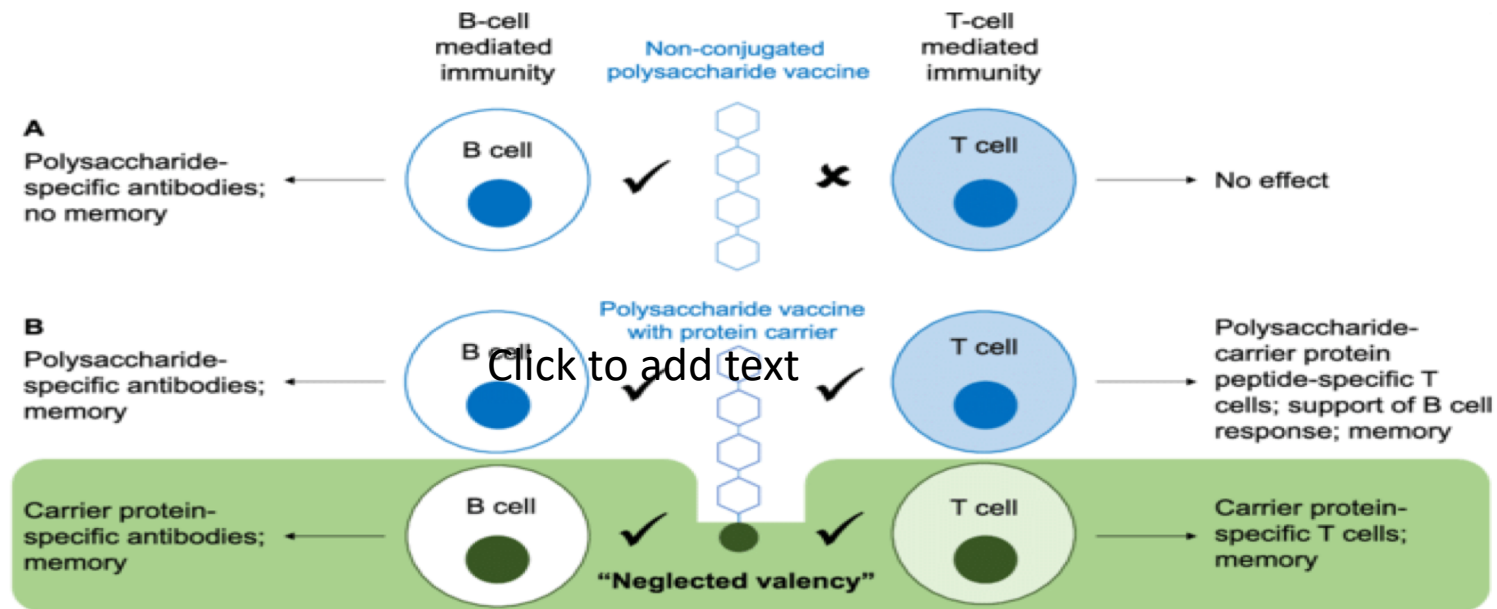 B-cell
mediated
immunity
Non-conjugated
polysaccharide vaccine
T-cell
mediated
immunity
A
Polysaccharide-
specific antibodies;
no memory
B cell
T cell
No effect
B
Polysaccharide-
specific antibodies;
memory
B cell
Polysaccharide vaccine
with protein carrier
Click to add text
T cell
Polysaccharide-
carrier protein
peptide-specific T
cells; support of B cell
response; memory
Carrier protein-
specific antibodies;
memory
B cell
“Neglected valency”
T cell
Carrier protein-
specific T cells;
memory